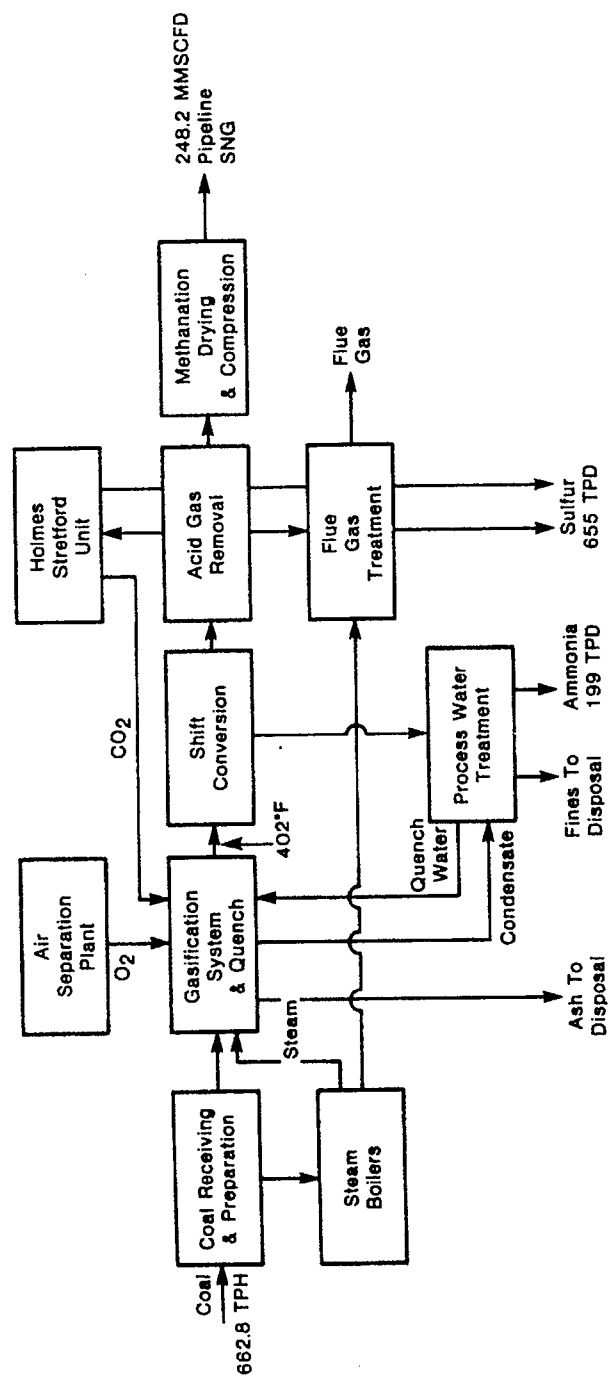 Coal
662.8 TPH
Coal Receiving
& Preparation
Steam
Boilers
Steam
Air
Separation
Plant
O2
Gasification
System
& Quench
Ash To
Disposal
CO2
402°F
Quench
Water
Condensate
Shift
Conversion
Process Water
Treatment
Fines To
Disposal
Ammonia
199 TPD
Holmes
Stretford
Unit
Acid Gas
Removal
Flue
Gas
Treatment
Flue
Gas
Sulfur
655 TPD
Methanation
Drying
& Compression
248.2 MMSCFD
Pipeline
SNG